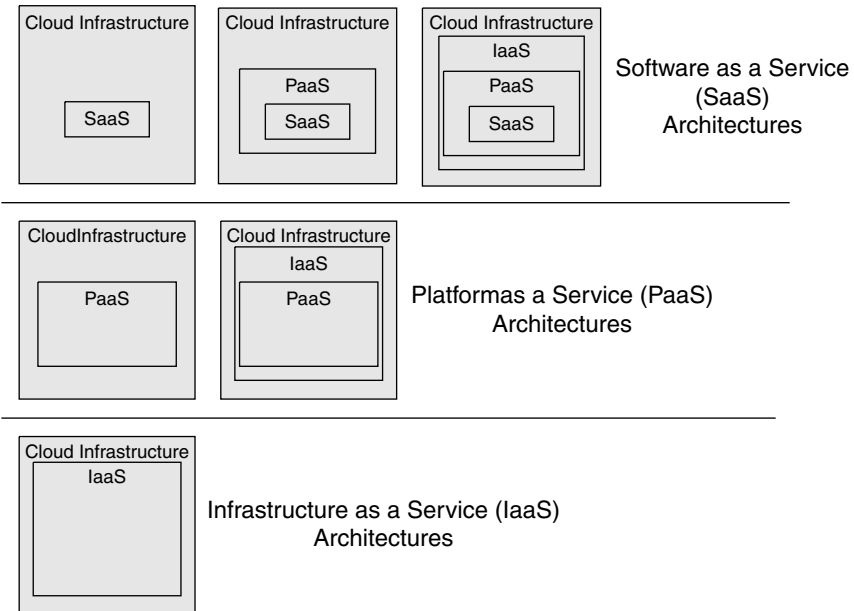 Cloud Infrastructure
SaaS
Cloud Infrastructure
PaaS
SaaS
Cloud Infrastructure
IaaS
PaaS
SaaS
Software as a Service
(SaaS)
Architectures
CloudInfrastructure
PaaS
Cloud Infrastructure
IaaS
PaaS
Platformas a Service (PaaS)
Architectures
Cloud Infrastructure
IaaS
Infrastructure as a Service (IaaS)
Architectures